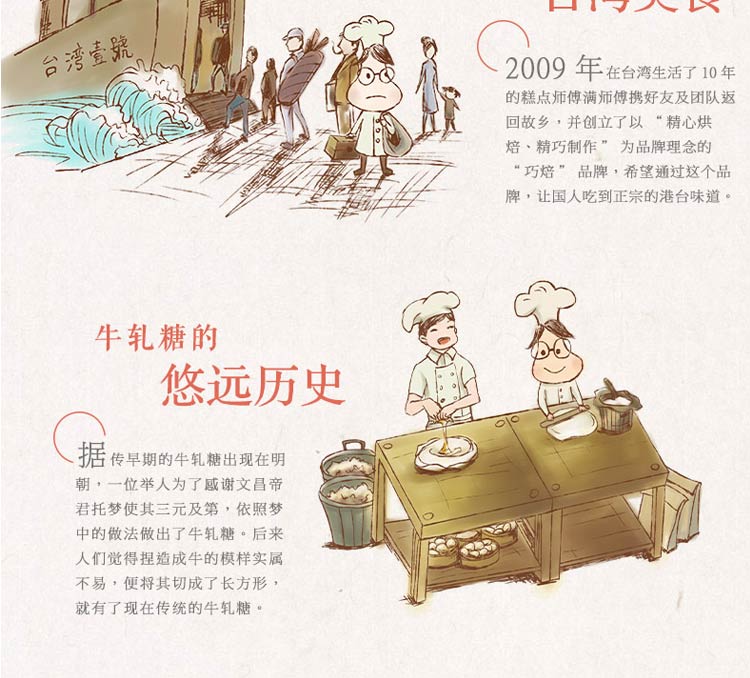 台湾美食
台湾壹號
2009 年在台湾生活了 10 年
的糕点师傅满师傅携好友及团队返
回故乡，并创立了以 “精心烘
焙、精巧制作” 为品牌理念的
“巧焙” 品牌，希望通过这个品
牌，让国人吃到正宗的港台味道。
牛轧糖的
悠远历史
据传早期的牛轧糖出现在明
朝，一位举人为了感谢文昌帝
君托梦使其三元及第，依照梦
中的做法做出了牛轧糖。后来
人们觉得捏造成牛的模样实属
不易，便将其切成了长方形，
就有了现在传统的牛轧糖。